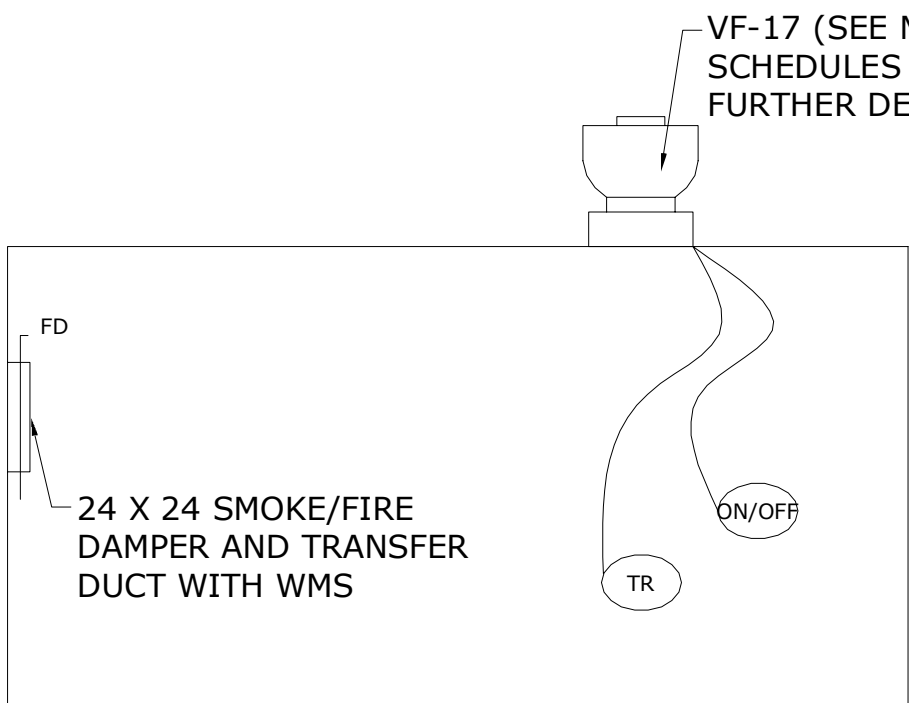 VF-17 (SEE
SCHEDULES
FURTHER
FD
24 X 24 SMOKE/FIRE
DAMPER AND TRANSFER
DUCT WITH WMS
ON/OFF
TR